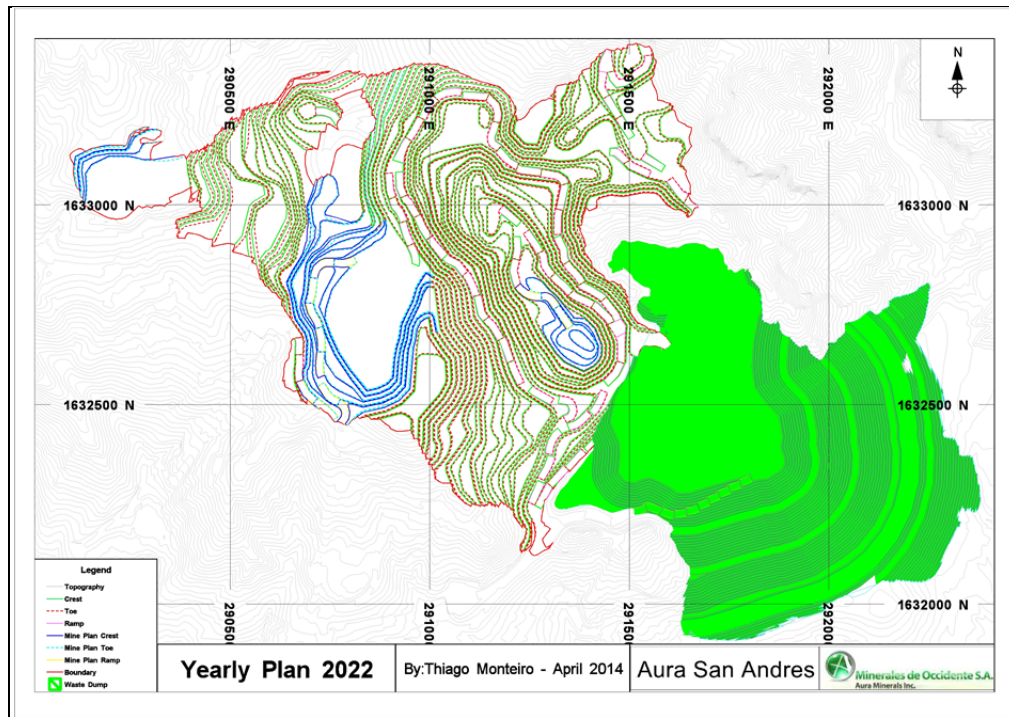 N
290500 E
291000 E
291500 E
292000 E
1633000 N
1633000 N
1632500 N
1632500 N
1632000 N
290500
291000
291500
292000
Legend
Topography
Crest
Toe
Ramp
Mine Plan Crest
Mine Plan Toe
Mine Plan Ramp
Boundary
Waste Dump
Yearly Plan 2022
By:Thiago Monteiro - April 2014
Aura San Andres
Minerales de Occidente S.A.
Aura Minerals Inc.